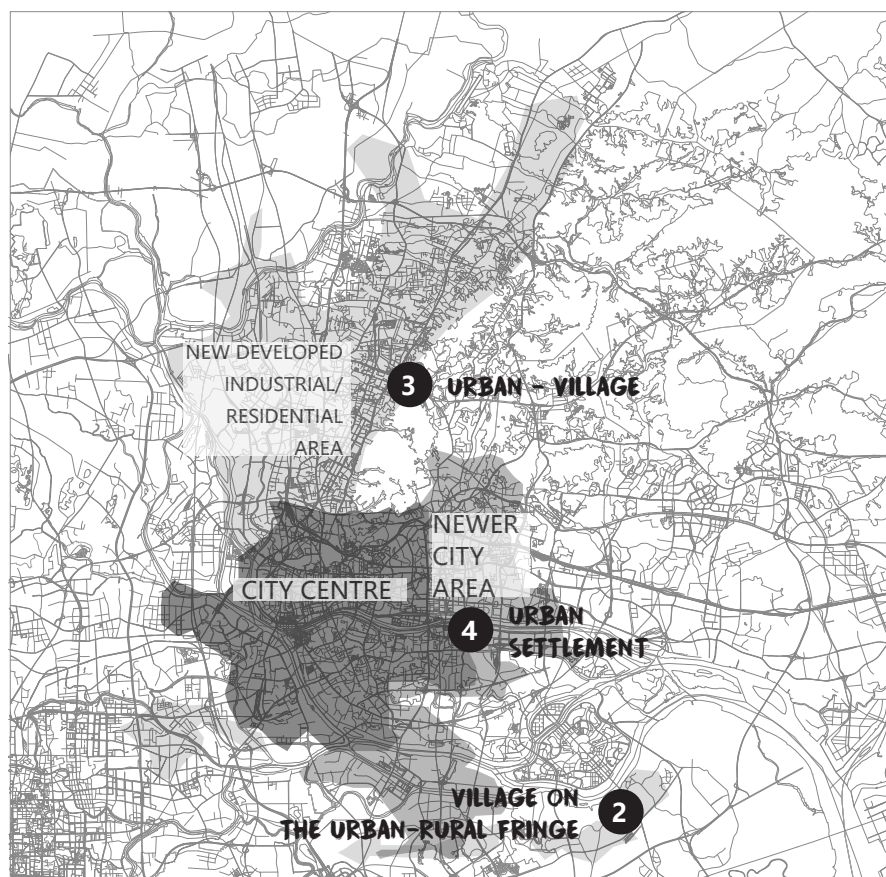 NEW DEVELOPED
INDUSTRIAL/
RESIDENTIAL
AREA
3 URBAN - VILLAGE
NEWER
CITY
AREA
CITY CENTRE
4 URBAN
SETTLEMENT
VILLAGE ON
THE URBAN-RURAL FRINGE 2